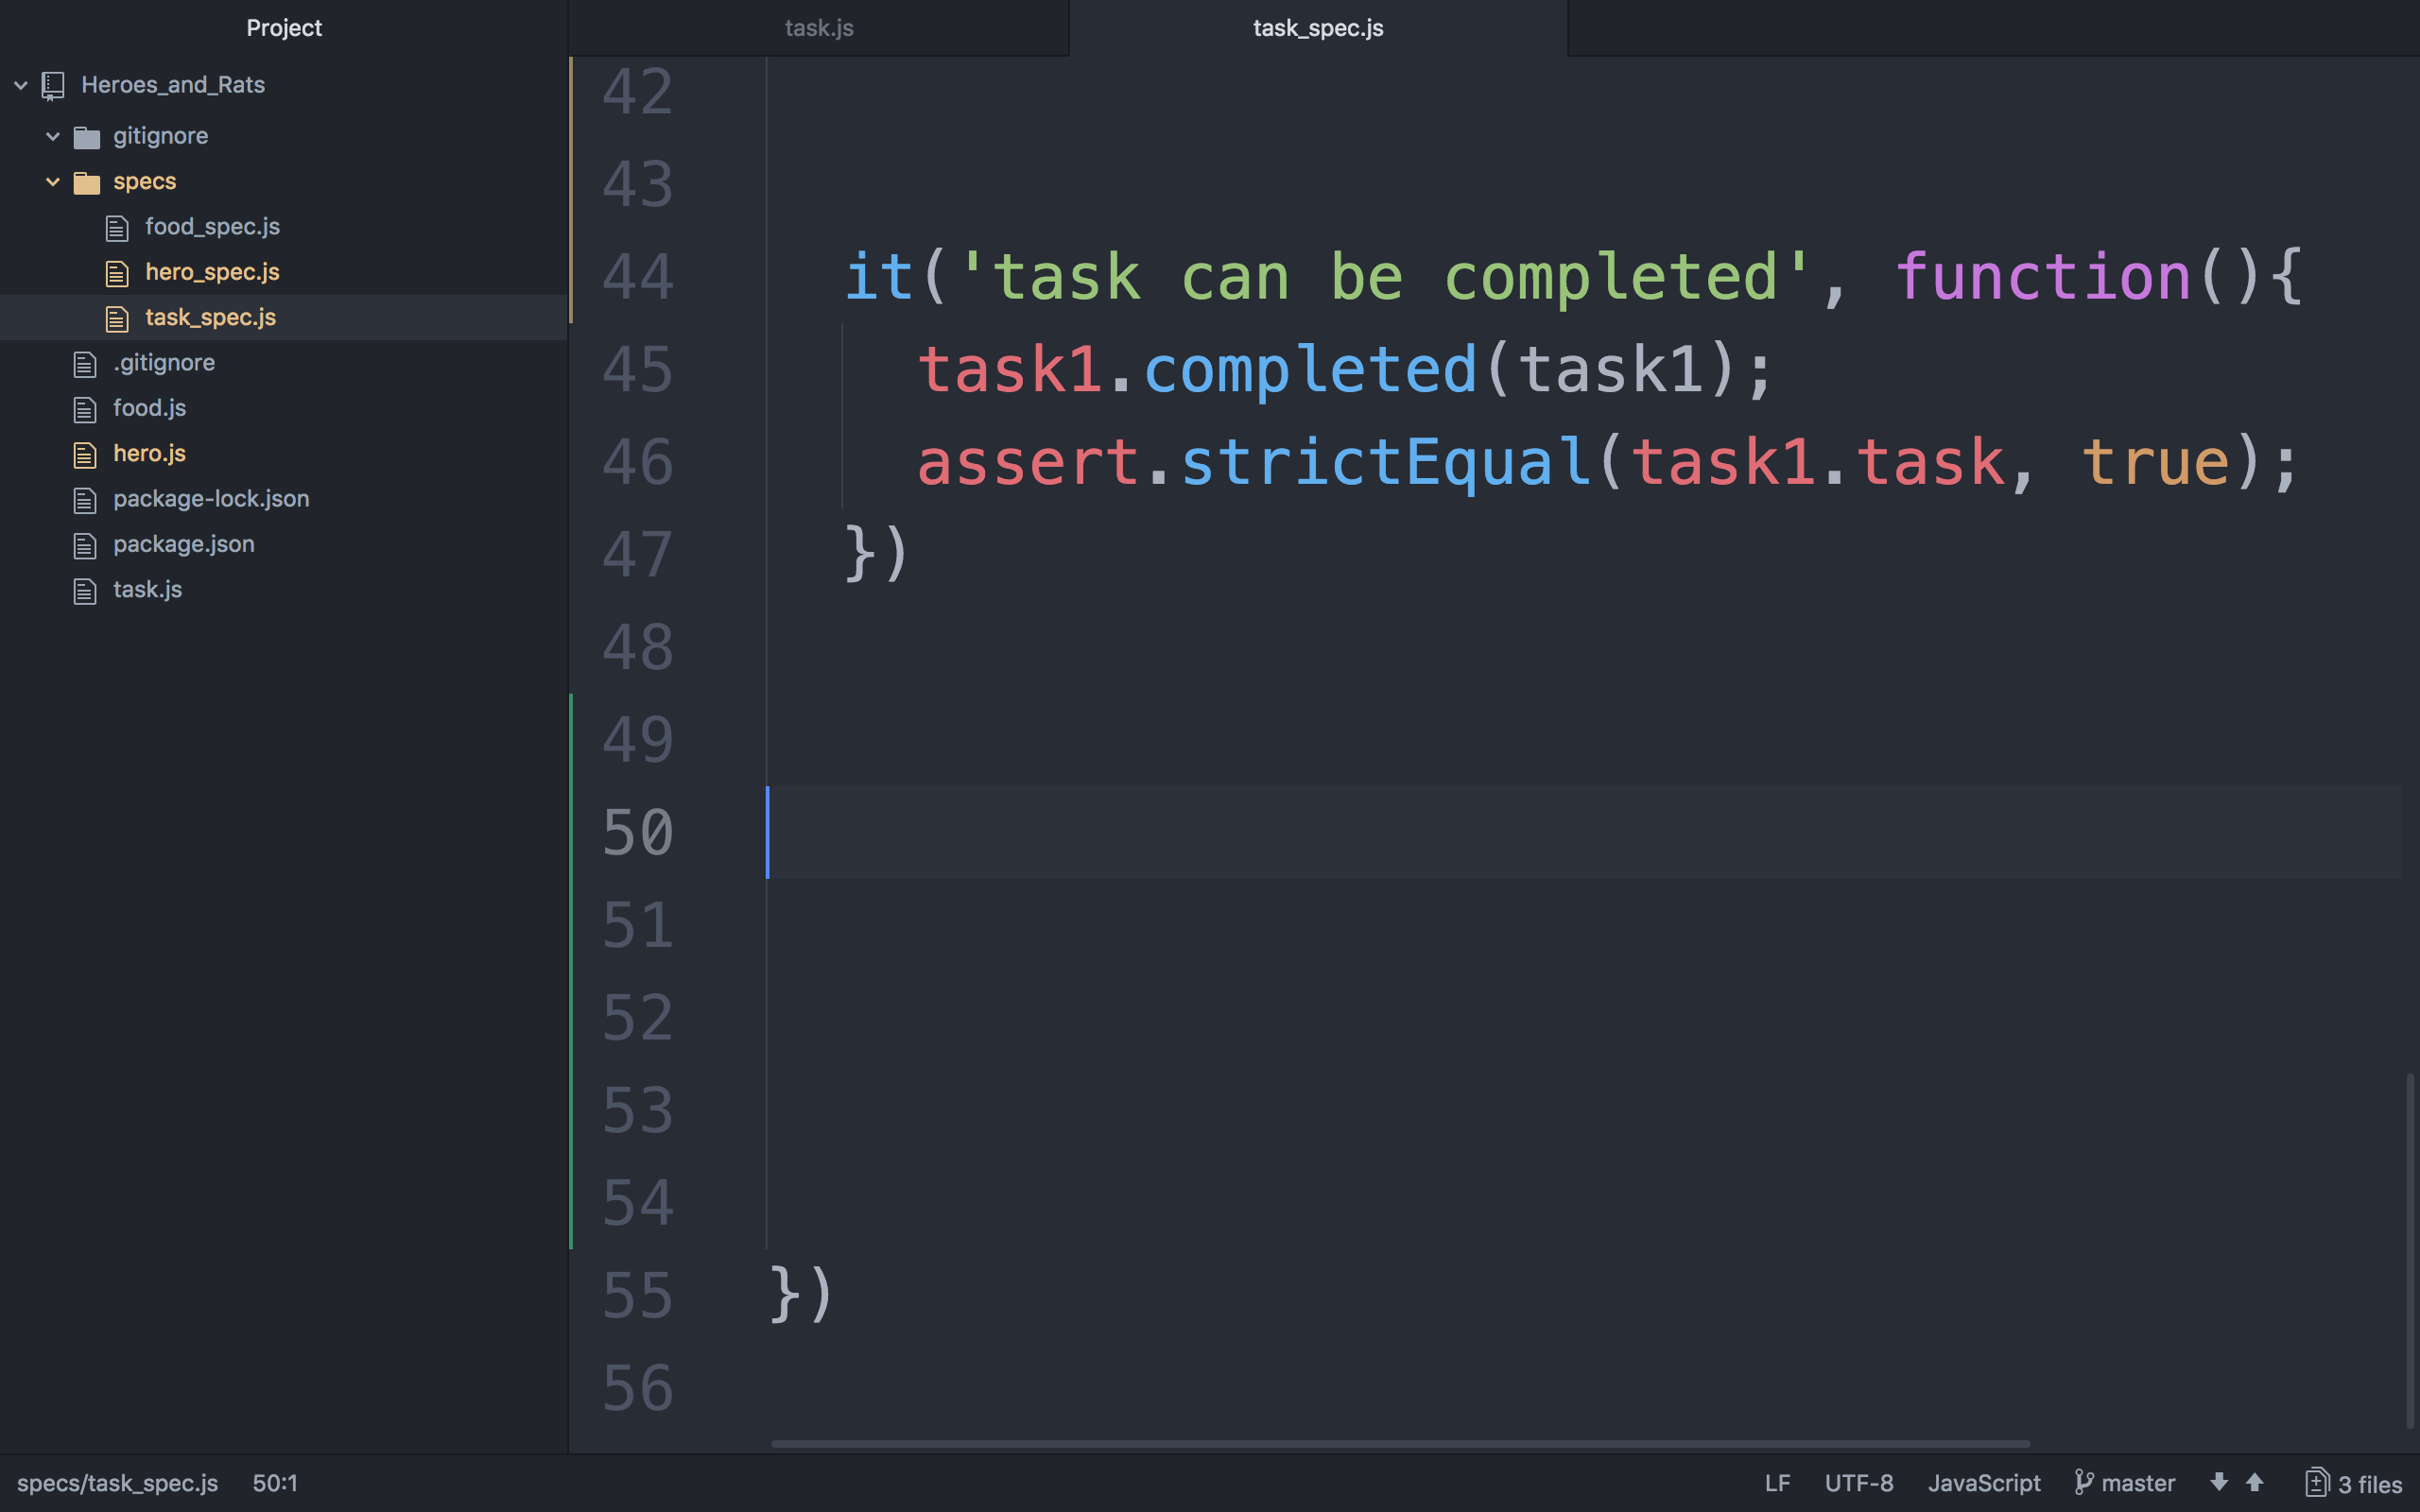 Project
Heroes_and_Rats
gitignore
specs
food_spec.js
hero_spec.js
task_spec.js
.gitignore
food.js
hero.js
package-lock.json
package.json
task.js
task.js task_spec.js
42
43
44 it('task can be completed', function(){
45 task1.completed(task1);
46 assert.strictEqual(task1.task, true);
47 })
48
49
50
51
52
53
54
55 })
56
specs/task_spec.js 50:1 LF UTF-8 JavaScript master 3 files